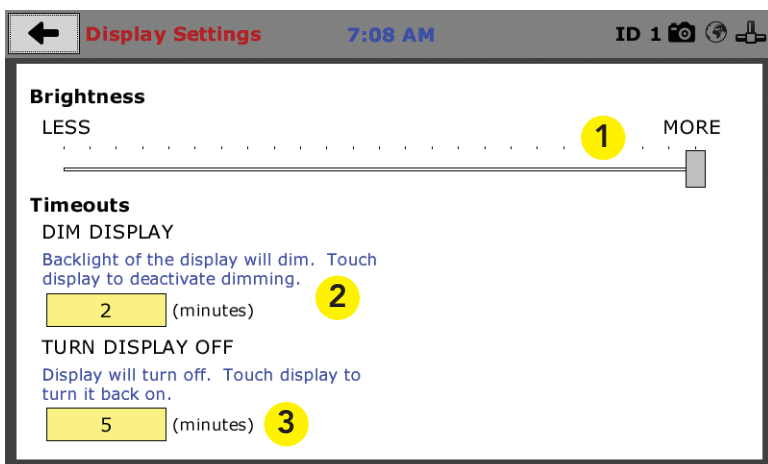 Display Settings 7:08 AM ID 1
Brightness
LESS 1 MORE
Timeouts
DIM DISPLAY
Backlight of the display will dim. Touch
display to deactivate dimming.
2
2 (minutes)
TURN DISPLAY OFF
Display will turn off. Touch display to
turn it back on.
5 (minutes) 3